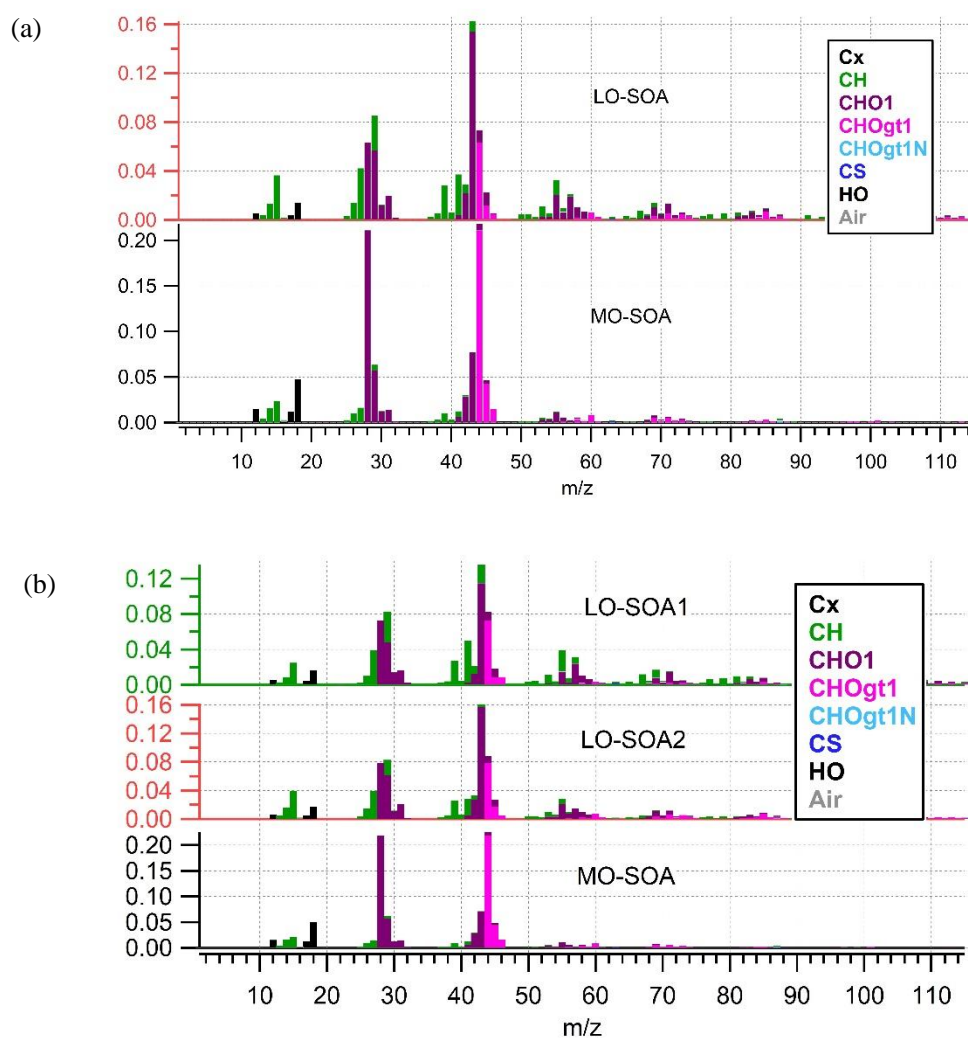 (a)
0.16
0.12
0.08
0.04
0.00
LO-SOA
Cx
CH
CHO1
CHOgt1
CHOgt1N
CS
HO
Air
0.20
0.15
0.10
0.05
0.00
MO-SOA
10 20 30 40 50 60 70 80 90 100 110
m/z
(b)
0.12
0.08
0.04
0.00
LO-SOA1
Cx
CH
CHO1
CHOgt1
CHOgt1N
CS
HO
Air
0.16
0.12
0.08
0.04
0.00
LO-SOA2
0.20
0.15
0.10
0.05
0.00
MO-SOA
10 20 30 40 50 60 70 80 90 100 110
m/z